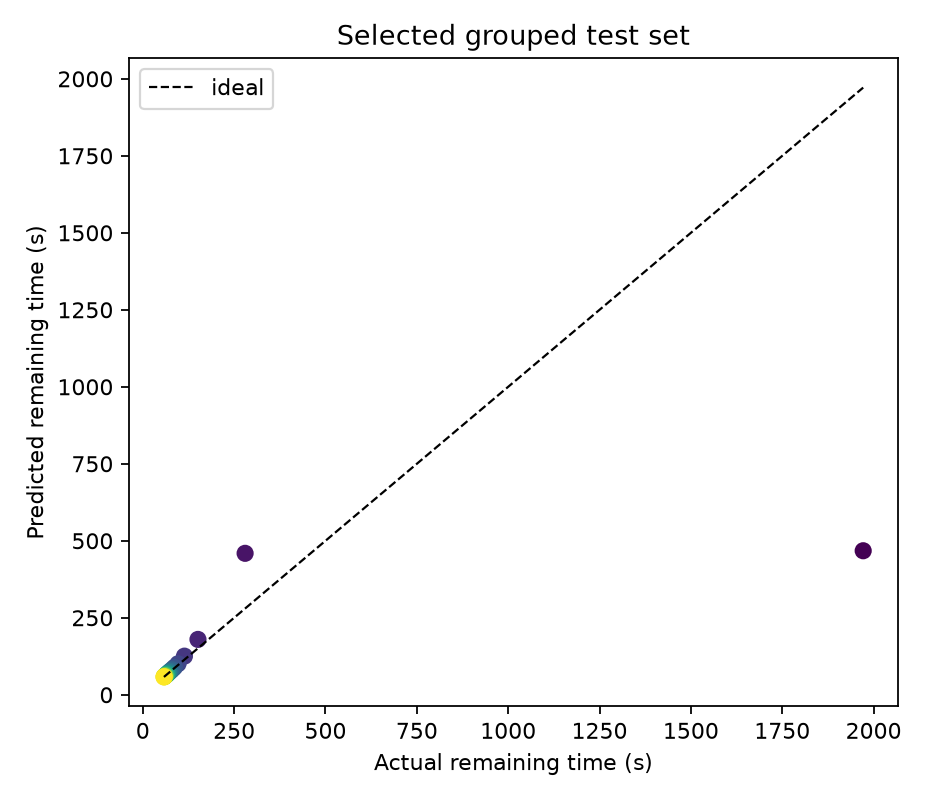 Selected grouped test set
ideal
2000
1750
1500
1250
1000
750
500
250
0
Predicted remaining time (s)
0 250 500 750 1000 1250 1500 1750 2000
Actual remaining time (s)